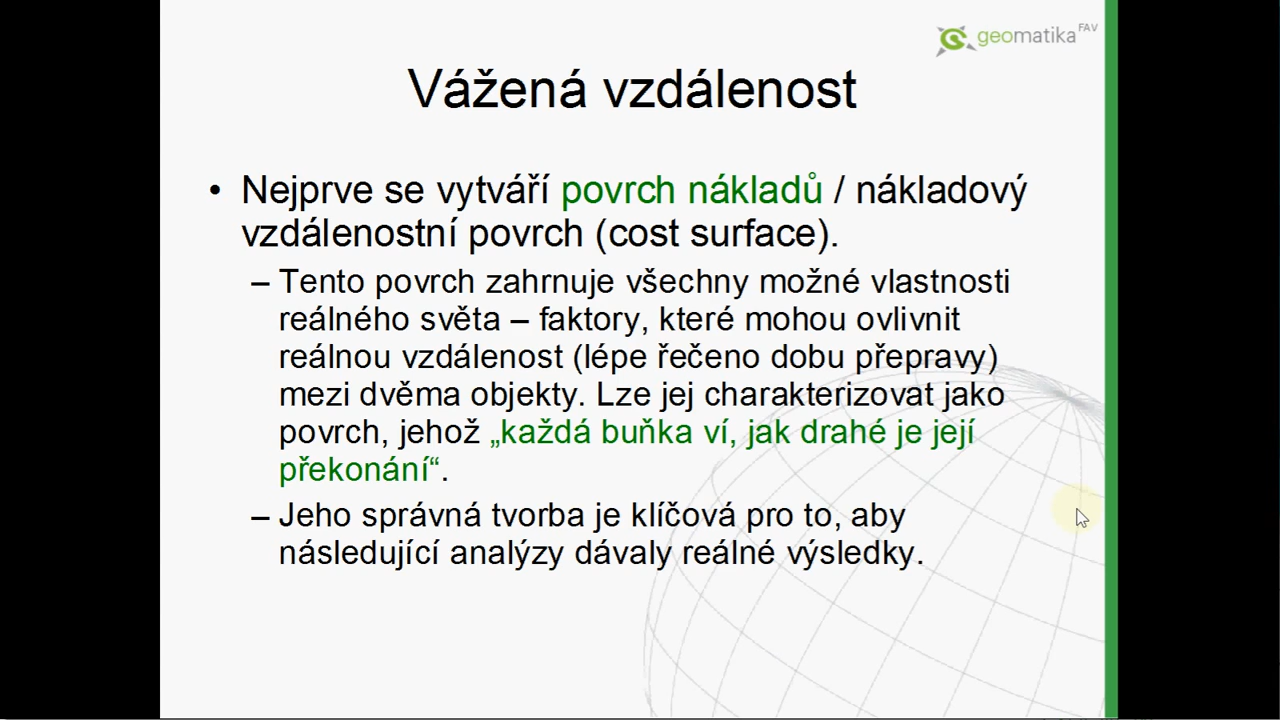 geomatika FAV
Vážená vzdálenost
• Nejprve se vytváří povrch nákladů / nákladový
vzdálenostní povrch (cost surface).
– Tento povrch zahrnuje všechny možné vlastnosti
reálného světa – faktory, které mohou ovlivnit
reálnou vzdálenost (lépe řečeno dobu přepravy)
mezi dvěma objekty. Lze jej charakterizovat jako
povrch, jehož „každá buňka ví, jak drahé je její
překonání“.
– Jeho správná tvorba je klíčová pro to, aby
následující analýzy dávaly reálné výsledky.